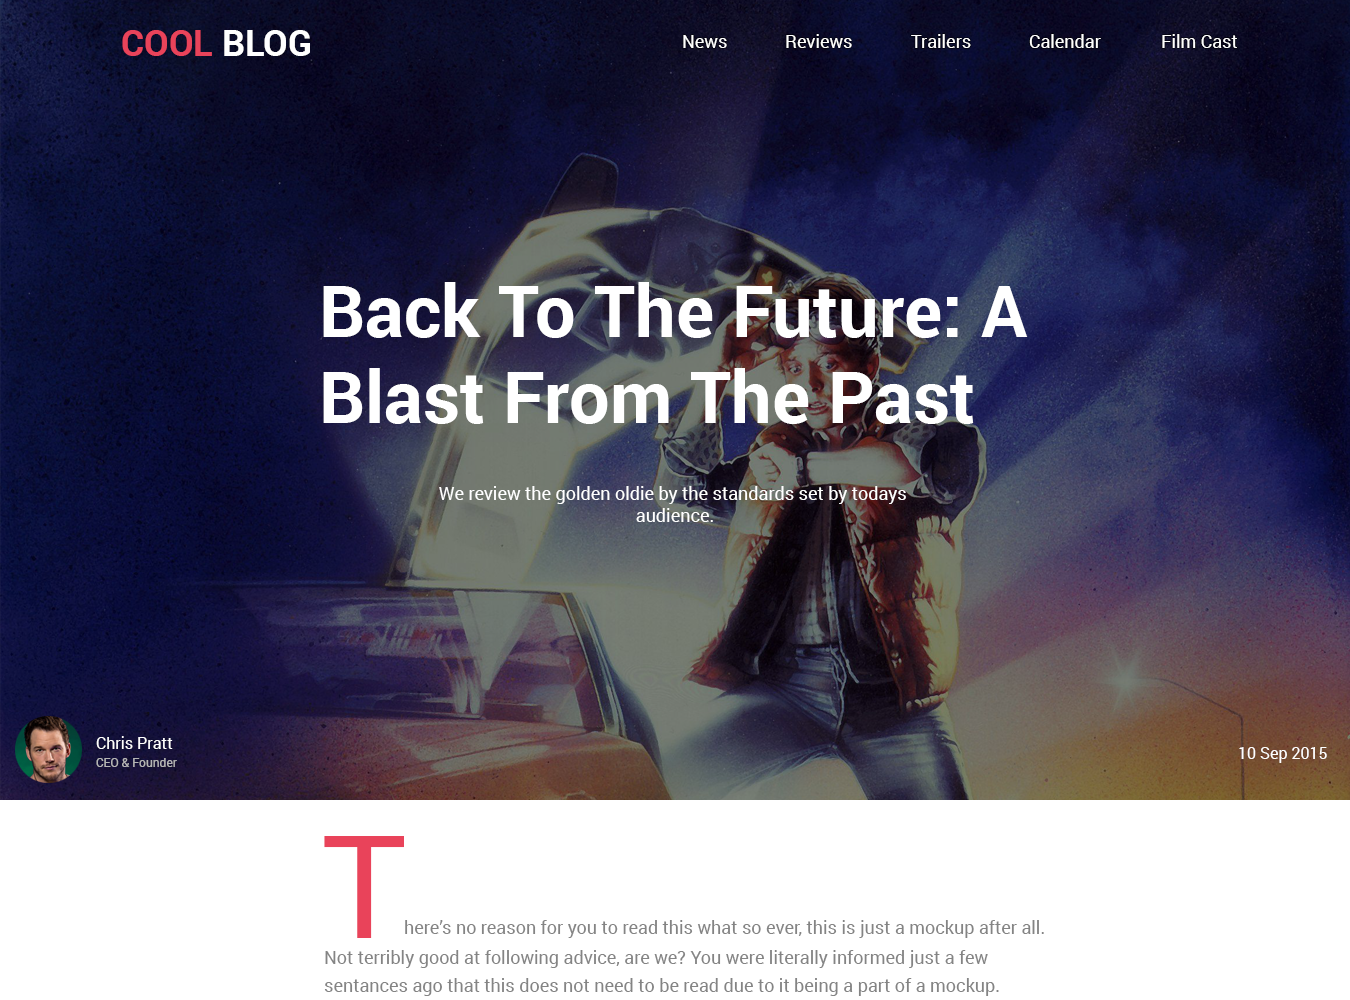 COOL BLOG
News Reviews Trailers Calendar Film Cast
Back To The Future: A
Blast From The Past
We review the golden oldie by the standards set by todays
audience.
Chris Pratt
CEO & Founder
10 Sep 2015
There’s no reason for you to read this what so ever, this is just a mockup after all.
Not terribly good at following advice, are we? You were literally informed just a few
sentances ago that this does not need to be read due to it being a part of a mockup.